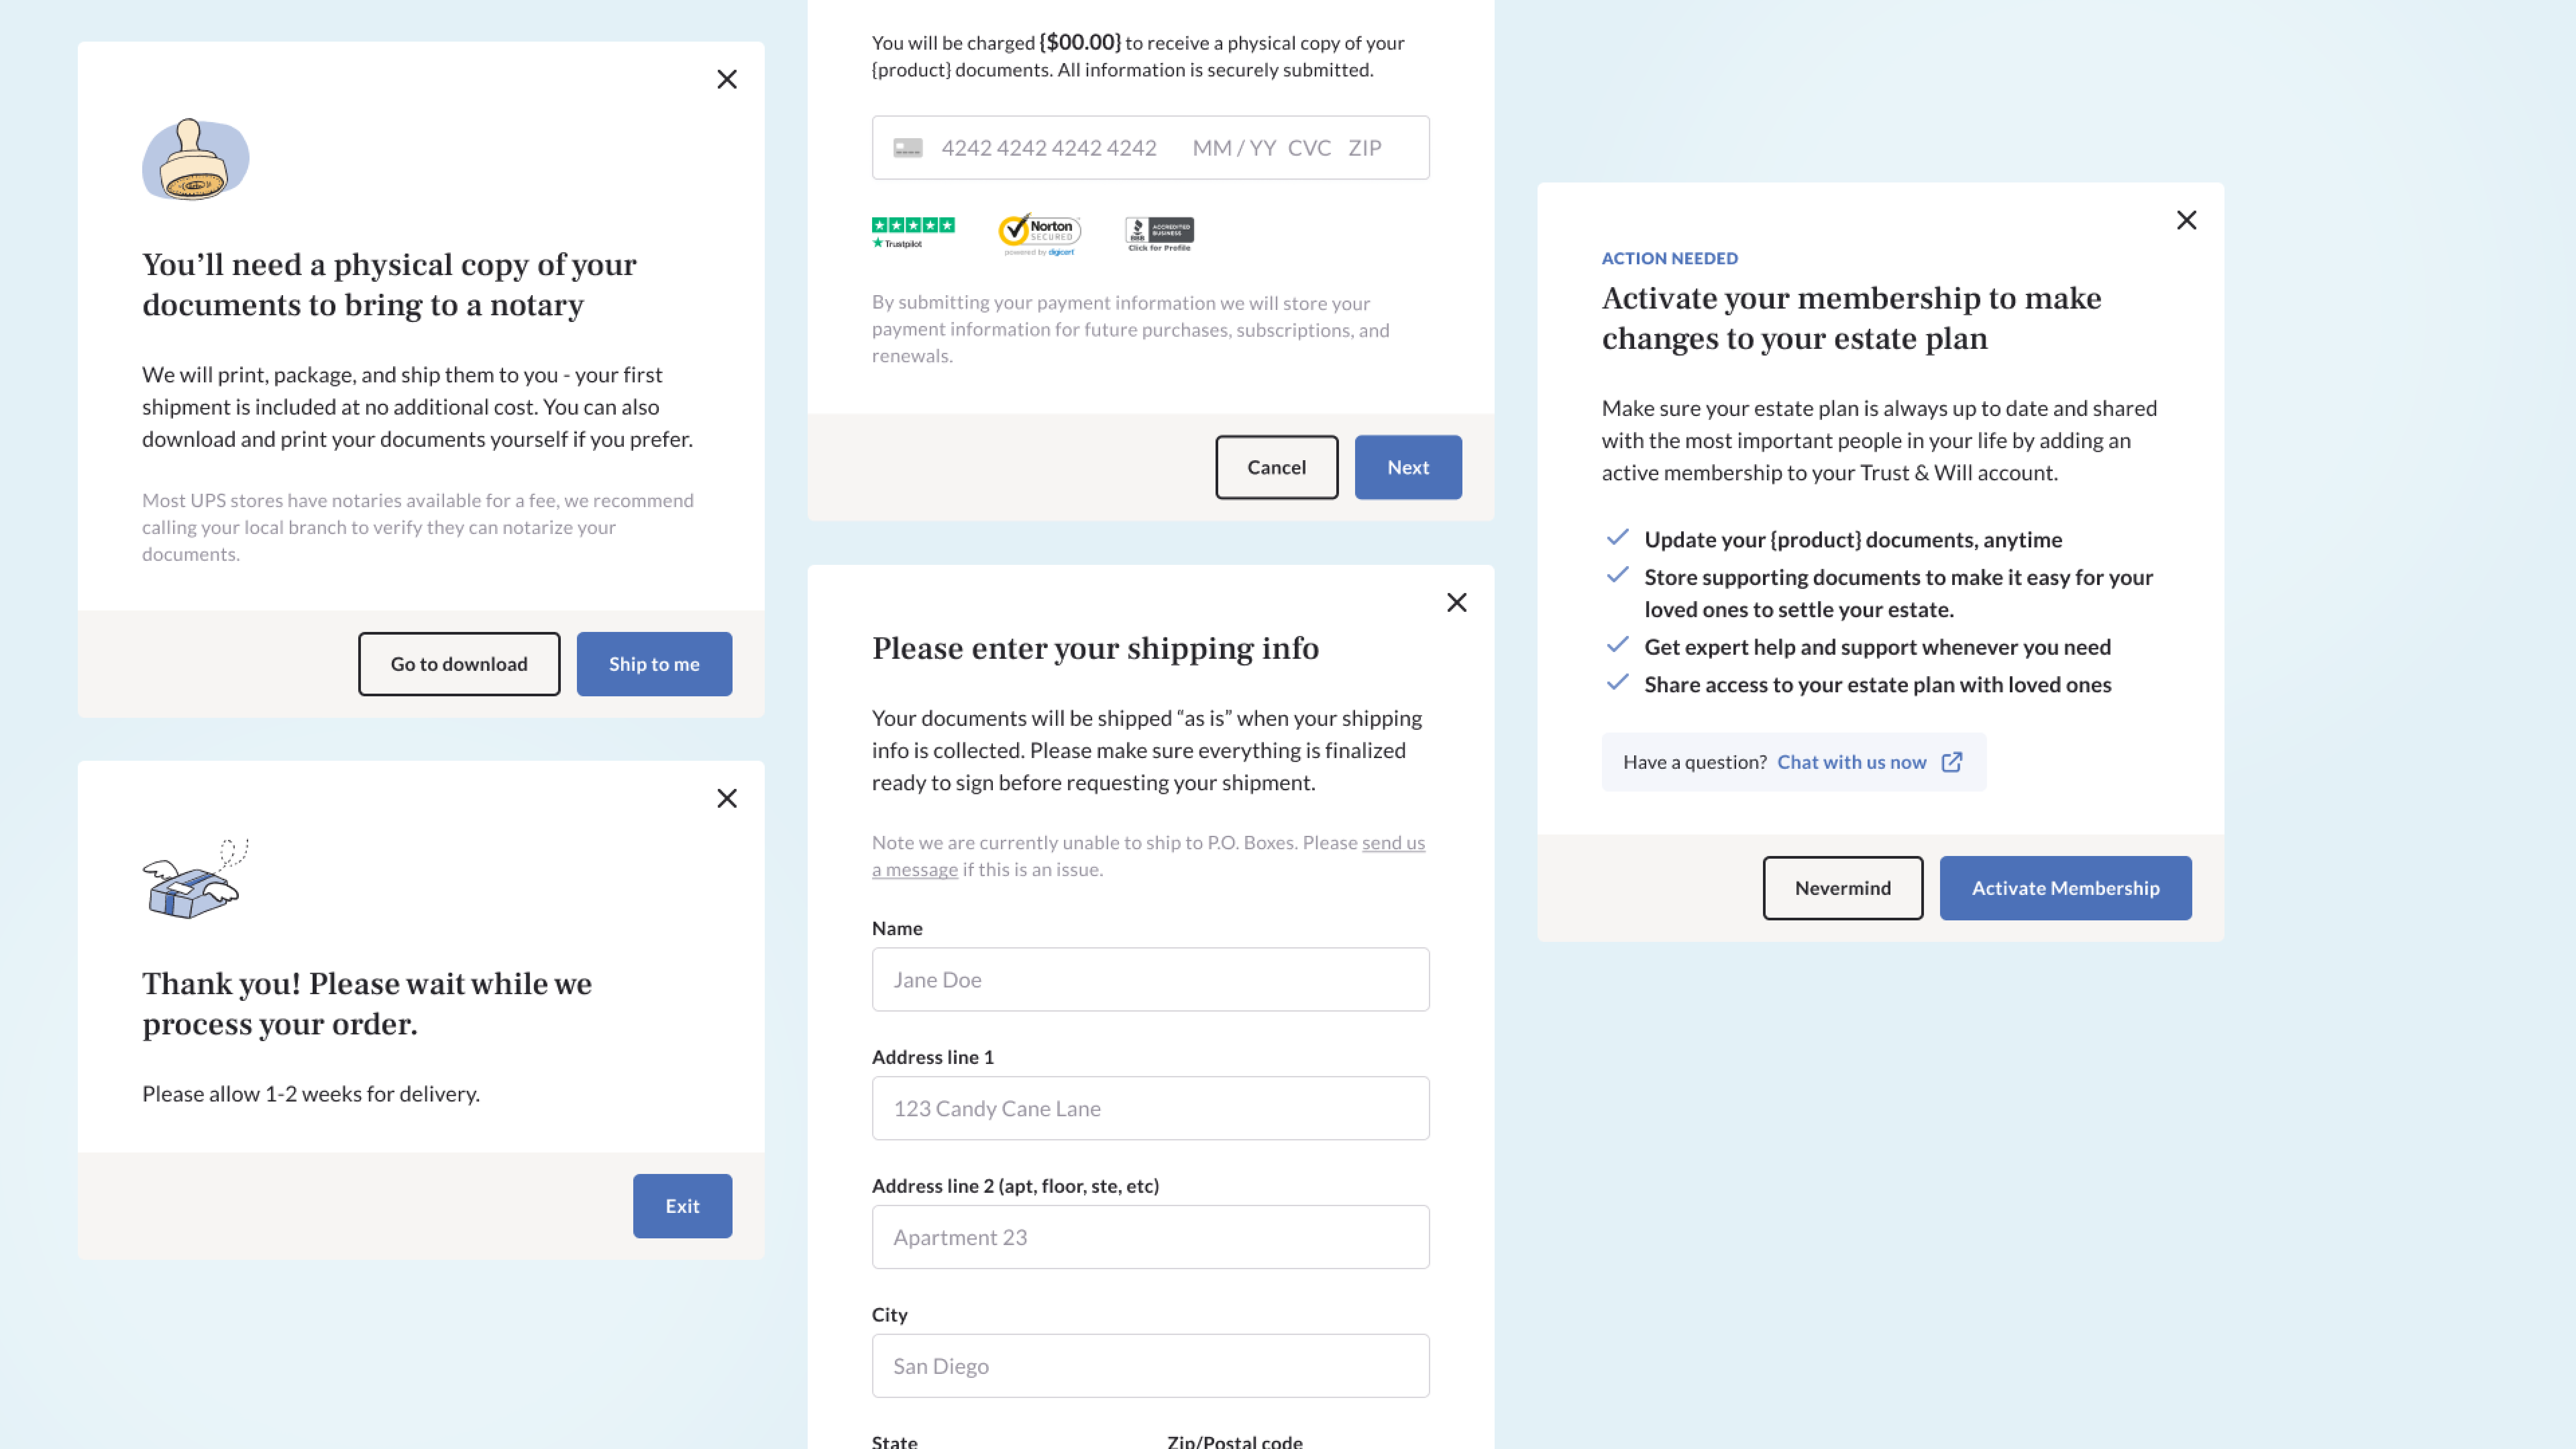 You’ll need a physical copy of your
documents to bring to a notary
We will print, package, and ship them to you - your first
shipment is included at no additional cost. You can also
download and print your documents yourself if you prefer.
Most UPS stores have notaries available for a fee, we recommend
calling your local branch to verify they can notarize your
documents.
Go to download
Ship to me
Thank you! Please wait while we
process your order.
Please allow 1-2 weeks for delivery.
Exit
You will be charged {$00.00} to receive a physical copy of your
{product} documents. All information is securely submitted.
4242 4242 4242 4242 MM / YY CVC ZIP
Trustpilot
Norton
SECURED
powered by digicert
BBB
ACCREDITED
BUSINESS
Click for Profile
By submitting your payment information we will store your
payment information for future purchases, subscriptions, and
renewals.
Cancel
Next
Please enter your shipping info
Your documents will be shipped “as is” when your shipping
info is collected. Please make sure everything is finalized
ready to sign before requesting your shipment.
Note we are currently unable to ship to P.O. Boxes. Please send us
a message if this is an issue.
Name
Jane Doe
Address line 1
123 Candy Cane Lane
Address line 2 (apt, floor, ste, etc)
Apartment 23
City
San Diego
State
Zip/Postal code
ACTION NEEDED
Activate your membership to make
changes to your estate plan
Make sure your estate plan is always up to date and shared
with the most important people in your life by adding an
active membership to your Trust & Will account.
Update your {product} documents, anytime
Store supporting documents to make it easy for your
loved ones to settle your estate.
Get expert help and support whenever you need
Share access to your estate plan with loved ones
Have a question? Chat with us now
Nevermind
Activate Membership